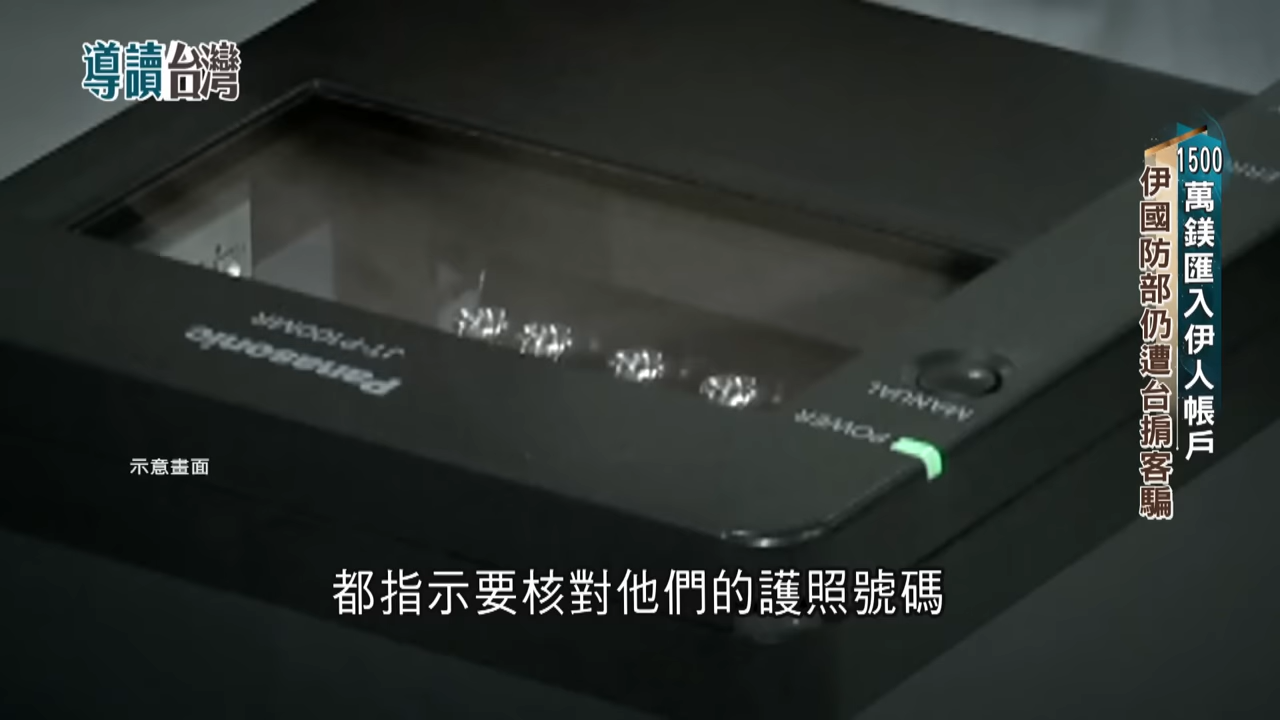 導讀台灣
1500萬鎂匯入伊人帳戶
伊國防部仍遭台掮客騙
Panasonic
JT-P100MR
MANUAL
POWER
示意畫面
都指示要核對他們的護照號碼